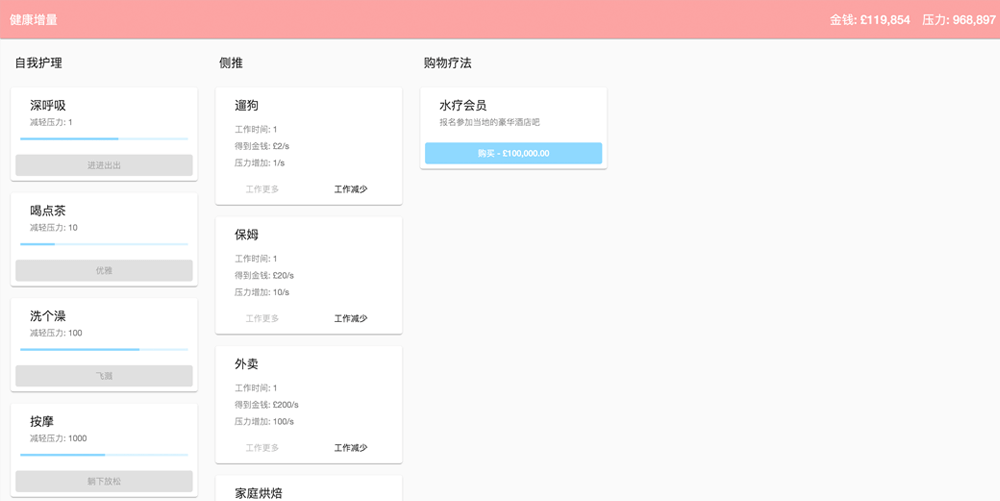 健康增量
金钱: £119,854 压力: 968,897
自我护理
深呼吸
减轻压力: 1
进进出出
喝点茶
减轻压力: 10
优雅
洗个澡
减轻压力: 100
飞溅
按摩
减轻压力: 1000
躺下放松
侧推
遛狗
工作时间: 1
得到金钱: £2/s
压力增加: 1/s
工作更多 工作减少
保姆
工作时间: 1
得到金钱: £20/s
压力增加: 10/s
工作更多 工作减少
外卖
工作时间: 1
得到金钱: £200/s
压力增加: 100/s
工作更多 工作减少
家庭烘焙
购物疗法
水疗会员
报名参加当地的豪华酒店吧
购买 - £100,000.00